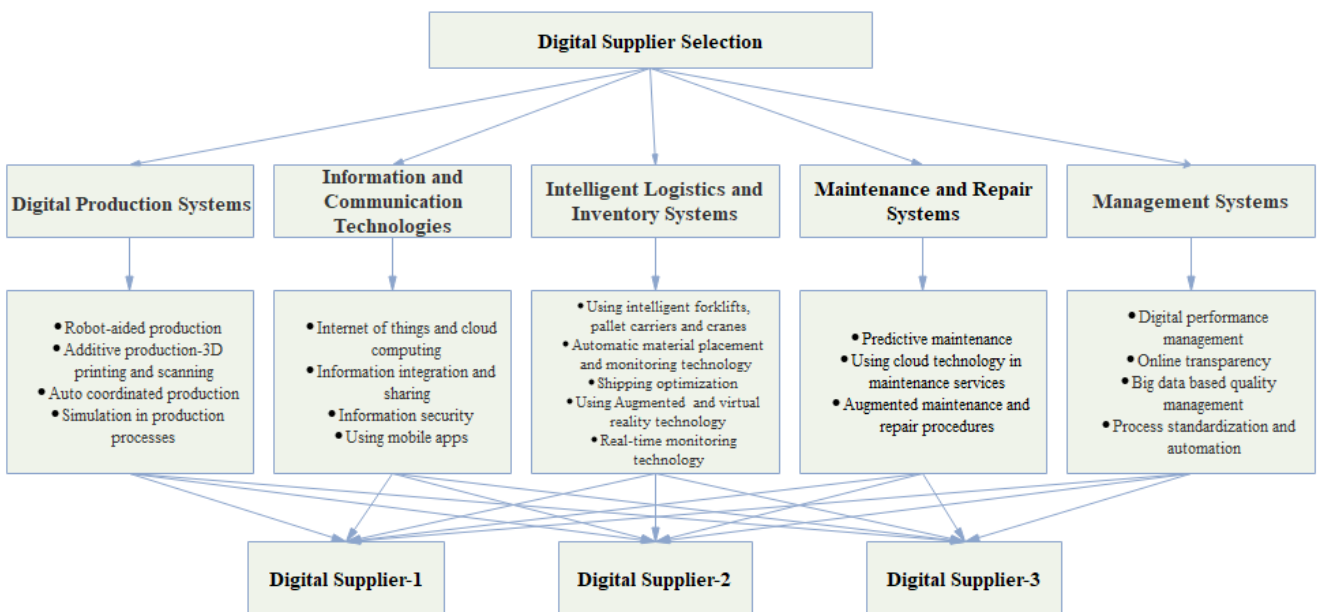 Digital Supplier Selection
Digital Production Systems
Information and
Communication
Technologies
Intelligent Logistics and
Inventory Systems
Maintenance and Repair
Systems
Management Systems
• Robot-aided production
• Additive production-3D
printing and scanning
• Auto coordinated production
• Simulation in production
processes
• Internet of things and cloud
computing
• Information integration and
sharing
• Information security
• Using mobile apps
• Using intelligent forklifts,
pallet carriers and cranes
• Automatic material placement
and monitoring technology
• Shipping optimization
• Using Augmented and virtual
reality technology
• Real-time monitoring
technology
• Predictive maintenance
• Using cloud technology in
maintenance services
• Augmented maintenance and
repair procedures
• Digital performance
management
• Online transparency
• Big data based quality
management
• Process standardization and
automation
Digital Supplier-1
Digital Supplier-2
Digital Supplier-3